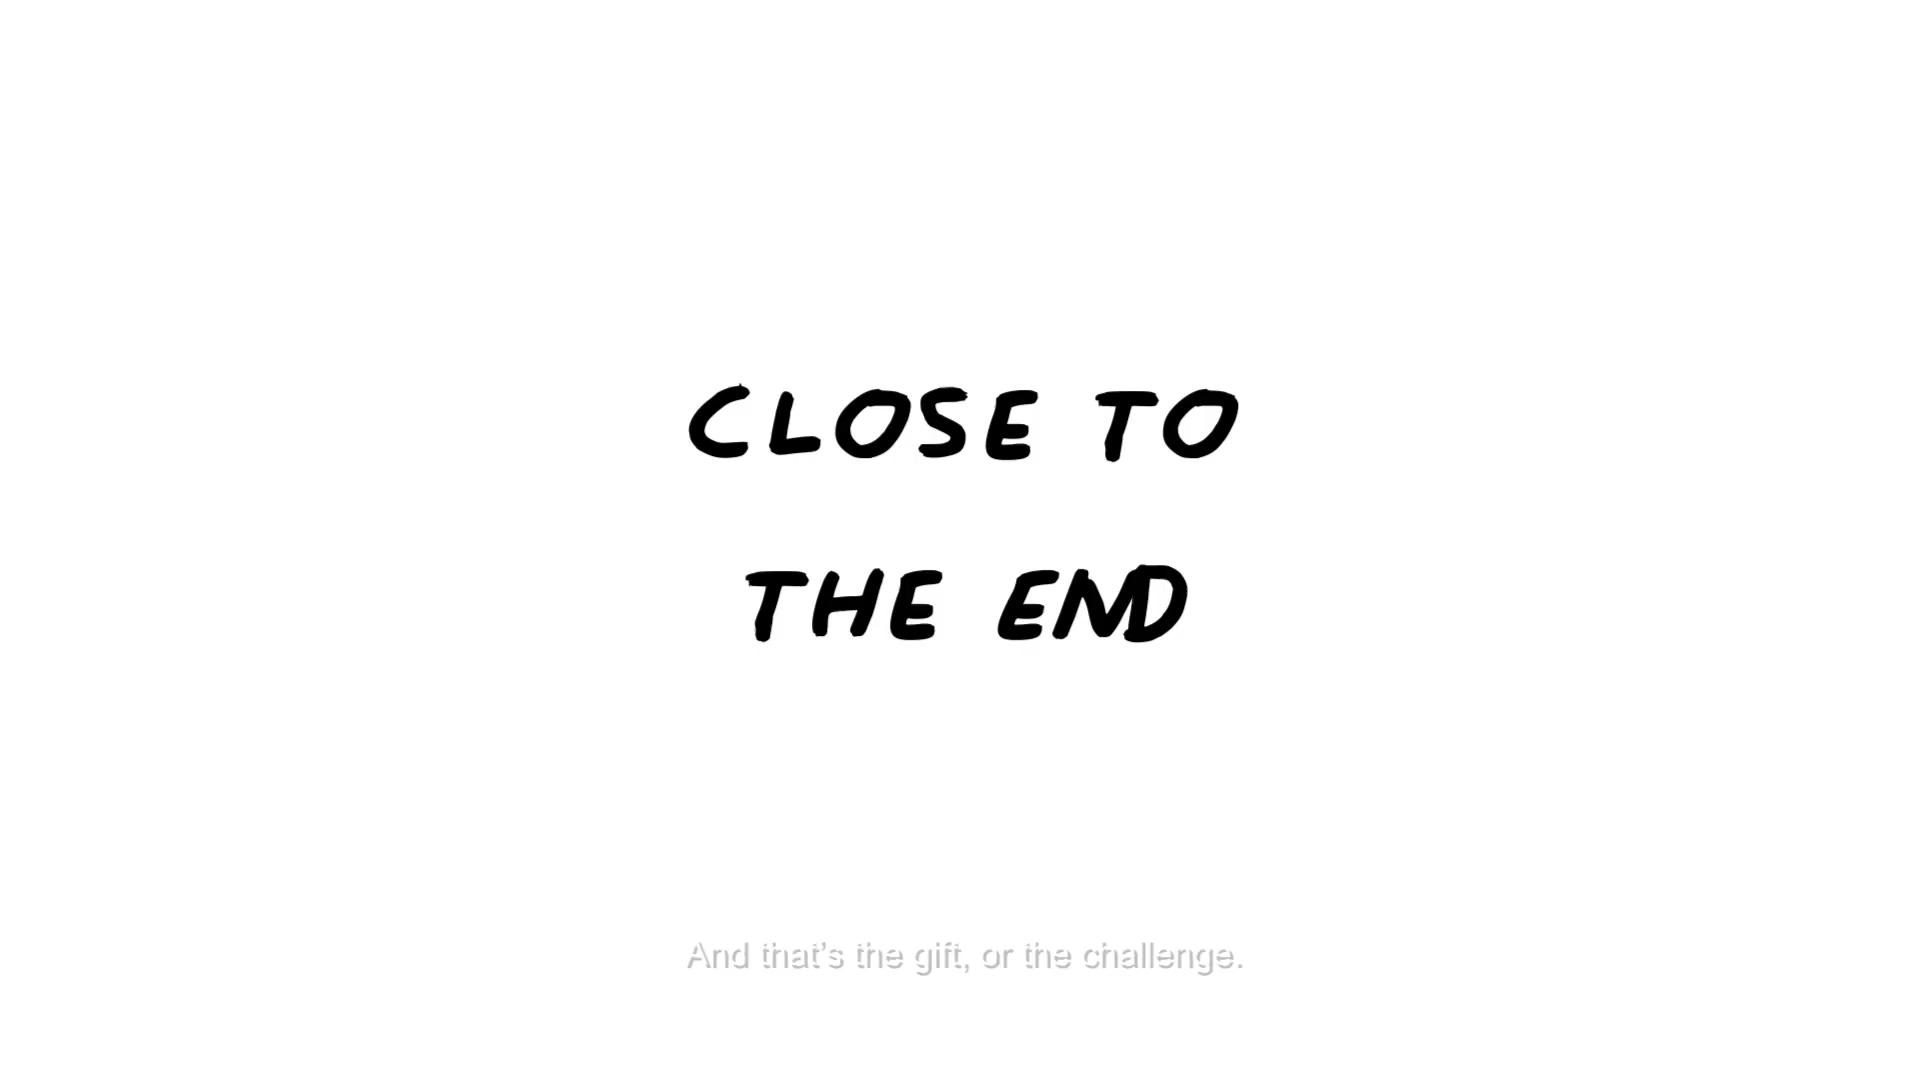 CLOSE TO
THE END
And that's the gift, or the challenge.